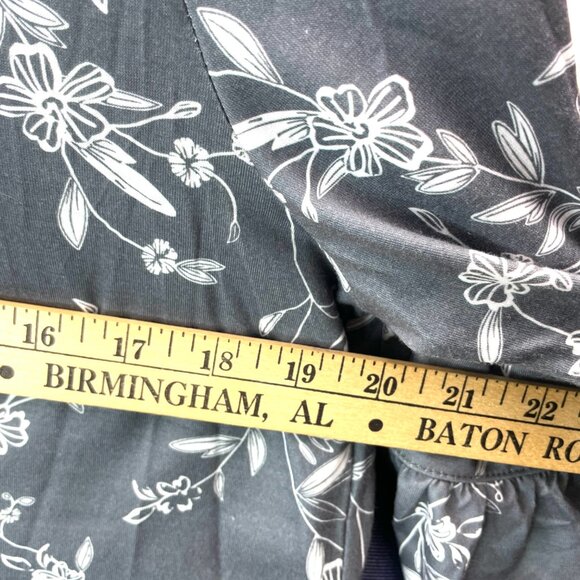 16 17 18 19 20 21 22
• BIRMINGHAM, AL • BATON RO